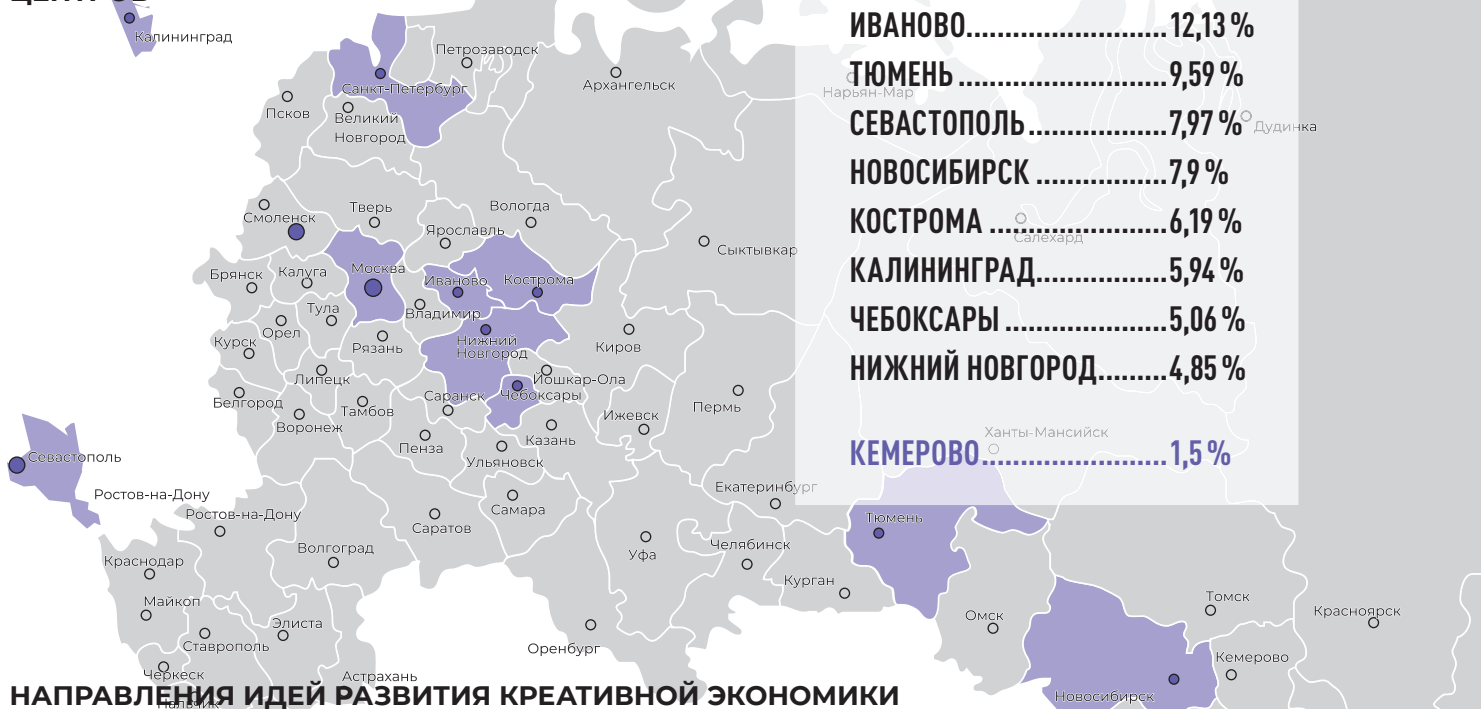 ЦЕНТРОВ
Калининград
ИВАНОВО......................... 12,13 %
Петрозаводск
Архангельск
ТЮМЕНЬ ......................... 9,59 %
Санкт-Петербург
Нарьян-Мар
Псков
Великий
Новгород
СЕВАСТОПОЛЬ.................. 7,97 %
Дудинка
НОВОСИБИРСК ................. 7,9 %
Смоленск
Тверь
Вологда
Ярославль
КОСТРОМА ....................... 6,19 %
Салехард
Сыктывкар
Брянск
Калуга
Москва
Иваново
Кострома
КАЛИНИНГРАД................. 5,94 %
Тула
Владимир
Орел
ЧЕБОКСАРЫ ..................... 5,06 %
Курск
Рязань
Нижний
Новгород
Киров
НИЖНИЙ НОВГОРОД......... 4,85 %
Липецк
Йошкар-Ола
Белгород
Тамбов
Саранск
Чебоксары
Воронеж
Ижевск
Пермь
Пенза
Казань
Ханты-Мансийск
Ульяновск
КЕМЕРОВО........................ 1,5 %
Севастополь
Ростов-на-Дону
Екатеринбург
Ростов-на-Дону
Самара
Саратов
Тюмень
Волгоград
Уфа
Челябинск
Краснодар
Курган
Майкоп
Томск
Красноярск
Элиста
Омск
Ставрополь
Оренбург
Кемерово
Черкеск
Астрахань
НАПРАВЛЕНИЯ ИДЕЙ РАЗВИТИЯ КРЕАТИВНОЙ ЭКОНОМИКИ
Нальчик
Новосибирск